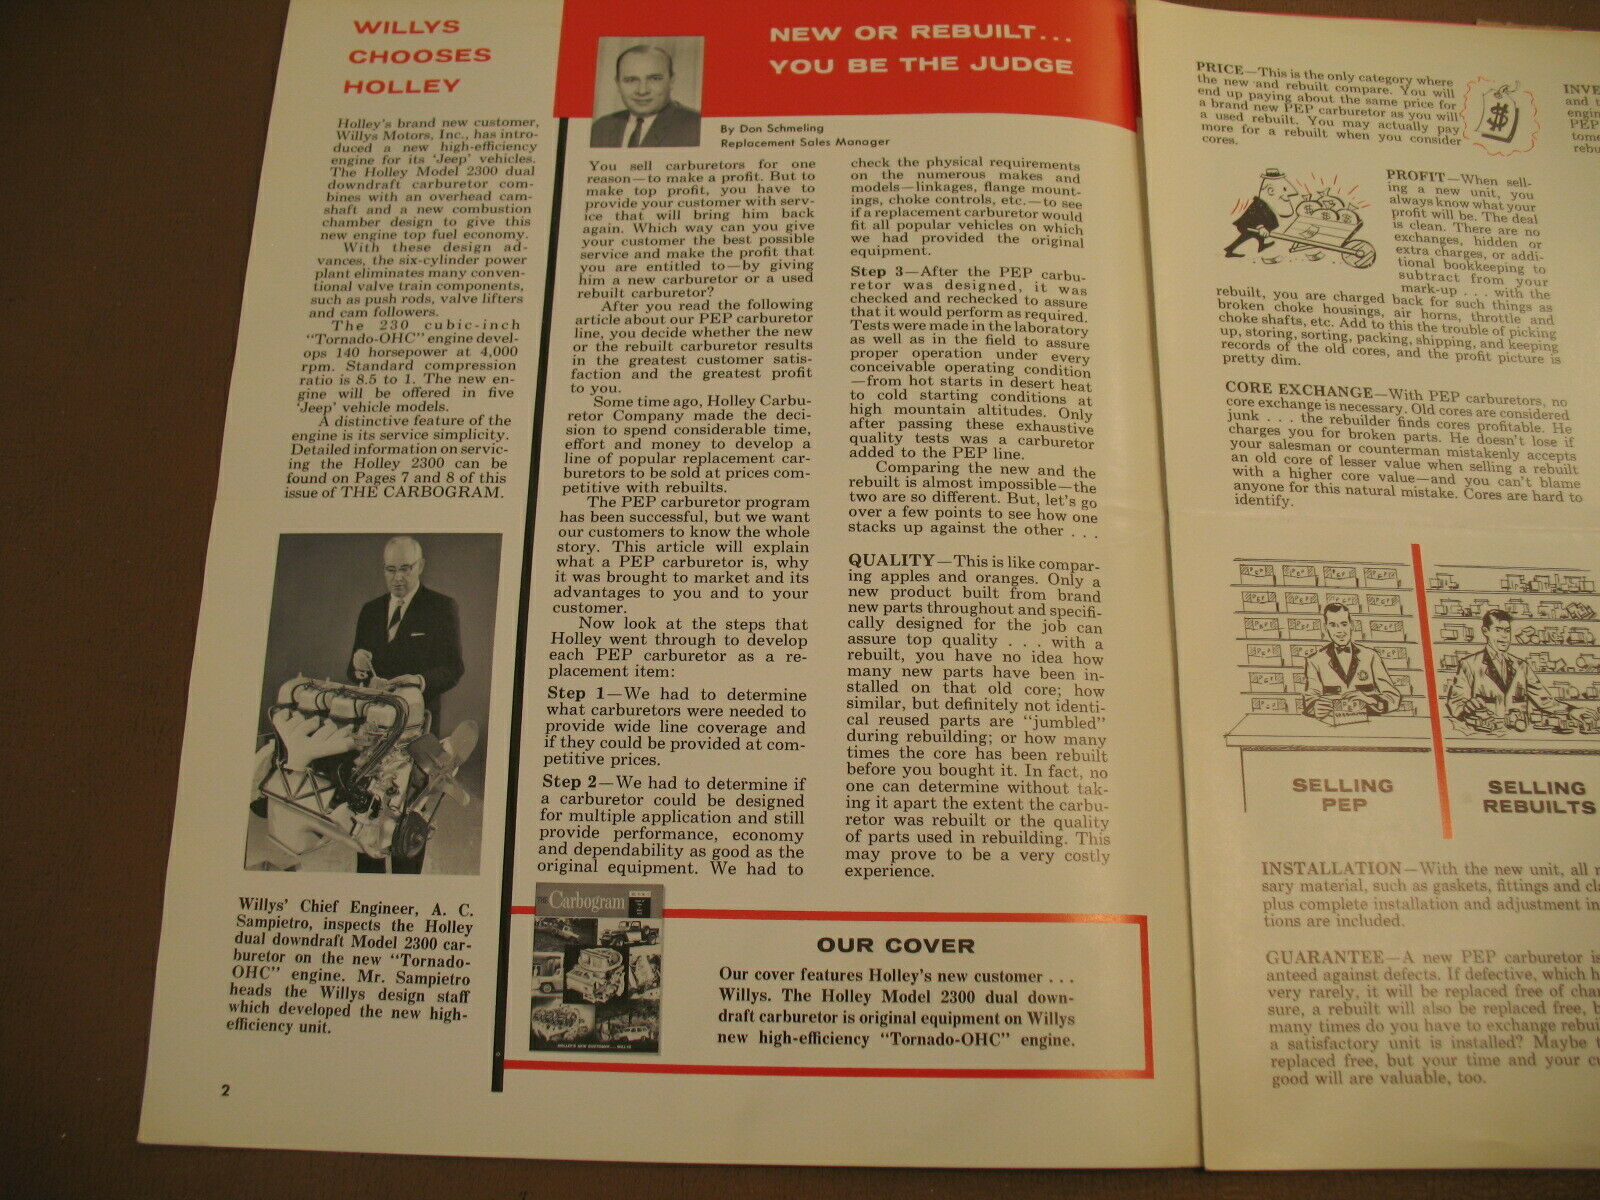 WILLYS
CHOOSES
HOLLEY
Holley's brand new customer,
Willys Motors, Inc., has intro-
duced a new high-efficiency
engine for its 'Jeep' vehicles.
The Holley Model 2300 dual
downdraft carburetor com-
bines with an overhead cam-
shaft and a new combustion
chamber design to give this
new engine top fuel economy.
With these design ad-
vances, the six-cylinder power
plant eliminates many conven-
tional valve train components,
such as push rods, valve lifters
and cam followers.
The 230 cubic-inch
"Tornado-OHC" engine devel-
ops 140 horsepower at 4,000
rpm. Standard compression
ratio is 8.5 to 1. The new en-
gine will be offered in five
'Jeep' vehicle models.
A distinctive feature of the
engine is its service simplicity.
Detailed information on servic-
ing the Holley 2300 can be
found on Pages 7 and 8 of this
issue of THE CARBOGRAM.
Willys' Chief Engineer, A. C.
Sampietro, inspects the Holley
dual downdraft Model 2300 car-
buretor on the new "Tornado-
OHC" engine. Mr. Sampietro
heads the Willys design staff
which developed the new high-
efficiency unit.
2
NEW OR REBUILT...
YOU BE THE JUDGE
By Don Schmeling
Replacement Sales Manager
You sell carburetors for one
reason—to make a profit. But to
make top profit, you have to
provide your customer with serv-
ice that will bring him back
again. Which way can you give
your customer the best possible
service and make the profit that
you are entitled to—by giving
him a new carburetor or a used
rebuilt carburetor?
After you read the following
article about our PEP carburetor
line, you decide whether the new
or the rebuilt carburetor results
in the greatest customer satis-
faction and the greatest profit
to you.
Some time ago, Holley Carbu-
retor Company made the deci-
sion to spend considerable time,
effort and money to develop a
line of popular replacement car-
buretors to be sold at prices com-
petitive with rebuilts.
The PEP carburetor program
has been successful, but we want
our customers to know the whole
story. This article will explain
what a PEP carburetor is, why
it was brought to market and its
advantages to you and to your
customer.
Now look at the steps that
Holley went through to develop
each PEP carburetor as a re-
placement item:
Step 1—We had to determine
what carburetors were needed to
provide wide line coverage and
if they could be provided at com-
petitive prices.
Step 2—We had to determine if
a carburetor could be designed
for multiple application and still
provide performance, economy
and dependability as good as the
original equipment. We had to
check the physical requirements
on the numerous makes and
models—linkages, flange mount-
ings, choke controls, etc.—to see
if a replacement carburetor would
fit all popular vehicles on which
we had provided the original
equipment.
Step 3—After the PEP carbu-
retor was designed, it was
checked and rechecked to assure
that it would perform as required.
Tests were made in the laboratory
as well as in the field to assure
proper operation under every
conceivable operating condition
—from hot starts in desert heat
to cold starting conditions at
high mountain altitudes. Only
after passing these exhaustive
quality tests was a carburetor
added to the PEP line.
Comparing the new and the
rebuilt is almost impossible—the
two are so different. But, let's go
over a few points to see how one
stacks up against the other . . .
QUALITY—This is like compar-
ing apples and oranges. Only a
new product built from brand
new parts throughout and specifi-
cally designed for the job can
assure top quality . . . with a
rebuilt, you have no idea how
many new parts have been in-
stalled on that old core; how
similar, but definitely not identi-
cal reused parts are "jumbled"
during rebuilding; or how many
times the core has been rebuilt
before you bought it. In fact, no
one can determine without tak-
ing it apart the extent the carbu-
retor was rebuilt or the quality
of parts used in rebuilding. This
may prove to be a very costly
experience.
THE Carbogram
HOLLEY'S NEW CUSTOMER . . . WILLYS
OUR COVER
Our cover features Holley's new customer . . .
Willys. The Holley Model 2300 dual down-
draft carburetor is original equipment on Willys
new high-efficiency "Tornado-OHC" engine.
PRICE—This is the only category where
the new and rebuilt compare. You will
end up paying about the same price for
a brand new PEP carburetor as you will
a used rebuilt. You may actually pay
more for a rebuilt when you consider
cores.
$
PROFIT—When sell-
ing a new unit, you
always know what your
profit will be. The deal
is clean. There are no
exchanges, hidden or
extra charges, or addi-
tional bookkeeping to
subtract from your
mark-up . . . with the
rebuilt, you are charged back for such things as
broken choke housings, air horns, throttle and
choke shafts, etc. Add to this the trouble of picking
up, storing, sorting, packing, shipping, and keeping
records of the old cores, and the profit picture is
pretty dim.
CORE EXCHANGE—With PEP carburetors, no
core exchange is necessary. Old cores are considered
junk . . . the rebuilder finds cores profitable. He
charges you for broken parts. He doesn't lose if
your salesman or counterman mistakenly accepts
an old core of lesser value when selling a rebuilt
with a higher core value—and you can't blame
anyone for this natural mistake. Cores are hard to
identify.
PEP PEP PEP PEP
SELLING
PEP
SELLING
REBUILTS
INSTALLATION—With the new unit, all
sary material, such as gaskets, fittings and
plus complete installation and adjustment
tions are included.
GUARANTEE—A new PEP carburetor
anteed against defects. If defective, which
very rarely, it will be replaced free of
sure, a rebuilt will also be replaced free,
many times do you have to exchange
a satisfactory unit is installed? Maybe
replaced free, but your time and your
good will are valuable, too.
INVE
and
engin
PEP
tome
rebu